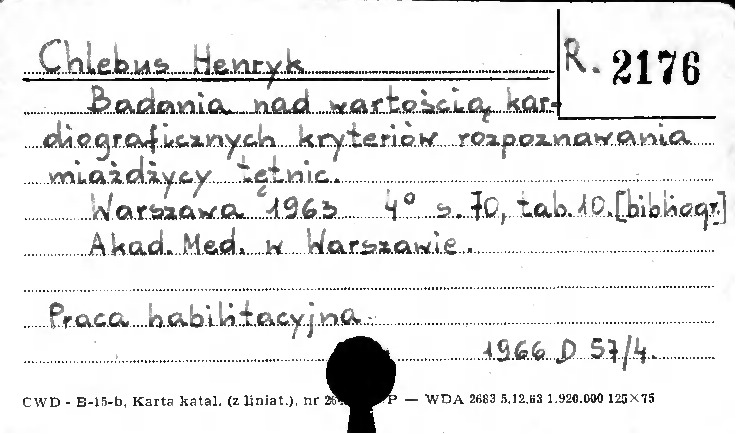 Chlebus Henryk
R. 2176
Badania nad wartością kar-
diograficznych kryteriów rozpoznawania
miażdżycy tętnic.
Warszawa 1963 4° s. 70, tab. 10. [bibliogr.]
Akad. Med. w Warszawie.
Praca habilitacyjna.
1966 D 57/4.
CWD - B-15-b, Karta katal. (z liniat.), nr P — WDA 2683 5.12.63 1.920.000 125×75